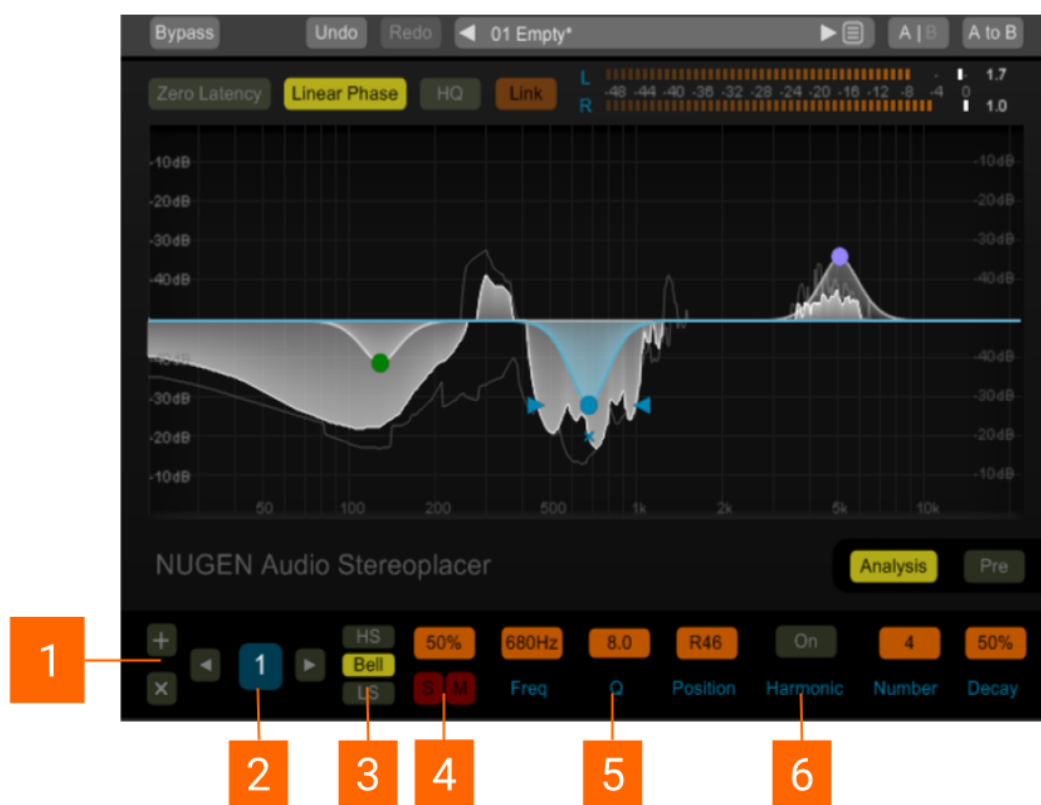 Bypass Undo Redo ◀ 01 Empty* ▶ A | B A to B
Zero Latency Linear Phase HQ Link
L 1.7
-48 -44 -40 -36 -32 -28 -24 -20 -16 -12 -8 -4 0
R 1.0
-10dB -10dB
-20dB -20dB
-30dB -30dB
-40dB -40dB
-40dB -40dB
-30dB -30dB
-20dB -20dB
-10dB -10dB
50 100 200 500 1k 2k 5k 10k
NUGEN Audio Stereoplacer Analysis Pre
+ HS 50% 680Hz 8.0 R46 On 4 50%
1 ◀ 1 ▶ Bell
× LS S M Freq Q Position Harmonic Number Decay
2 3 4 5 6